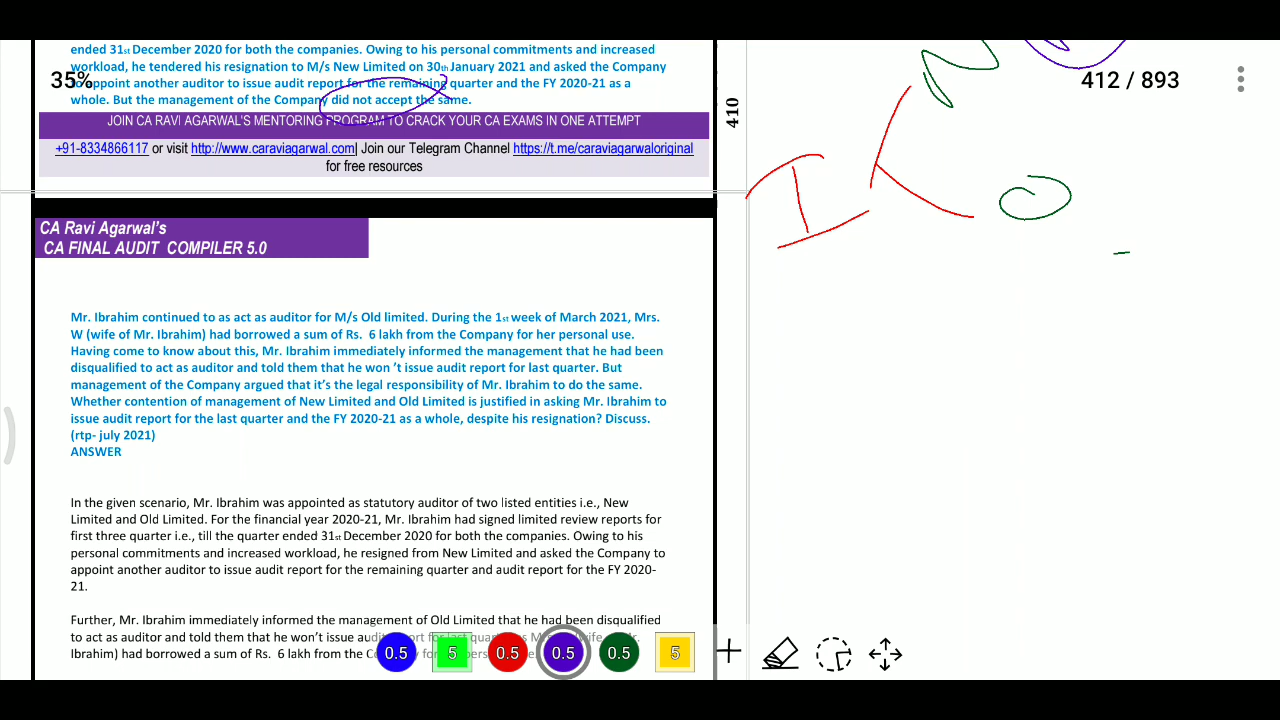 ended 31st December 2020 for both the companies. Owing to his personal commitments and increased
workload, he tendered his resignation to M/s New Limited on 30th January 2021 and asked the Company
to appoint another auditor to issue audit report for the remaining quarter and the FY 2020-21 as a
whole. But the management of the Company did not accept the same.
35%
412 / 893
410
JOIN CA RAVI AGARWAL'S MENTORING PROGRAM TO CRACK YOUR CA EXAMS IN ONE ATTEMPT
+91-8334866117 or visit http://www.caraviagarwal.com| Join our Telegram Channel https://t.me/caraviagarwaloriginal
for free resources
I
N
O
CA Ravi Agarwal's
CA FINAL AUDIT COMPILER 5.0
Mr. Ibrahim continued to as act as auditor for M/s Old limited. During the 1st week of March 2021, Mrs.
W (wife of Mr. Ibrahim) had borrowed a sum of Rs. 6 lakh from the Company for her personal use.
Having come to know about this, Mr. Ibrahim immediately informed the management that he had been
disqualified to act as auditor and told them that he won 't issue audit report for last quarter. But
management of the Company argued that it's the legal responsibility of Mr. Ibrahim to do the same.
Whether contention of management of New Limited and Old Limited is justified in asking Mr. Ibrahim to
issue audit report for the last quarter and the FY 2020-21 as a whole, despite his resignation? Discuss.
(rtp- july 2021)
ANSWER
In the given scenario, Mr. Ibrahim was appointed as statutory auditor of two listed entities i.e., New
Limited and Old Limited. For the financial year 2020-21, Mr. Ibrahim had signed limited review reports for
first three quarter i.e., till the quarter ended 31st December 2020 for both the companies. Owing to his
personal commitments and increased workload, he resigned from New Limited and asked the Company to
appoint another auditor to issue audit report for the remaining quarter and audit report for the FY 2020-
21.
Further, Mr. Ibrahim immediately informed the management of Old Limited that he had been disqualified
to act as auditor and told them that he won't issue audit report for last quarter as Mrs. W (wife of Mr.
Ibrahim) had borrowed a sum of Rs. 6 lakh from the Company for her personal use.
0.5 5 0.5 0.5 0.5 5